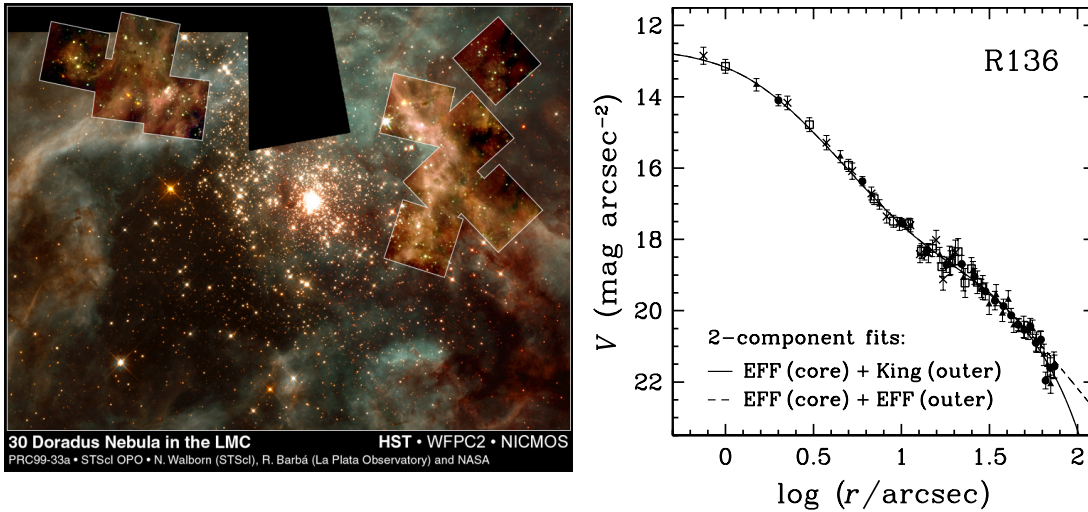 30 Doradus Nebula in the LMC
HST • WFPC2 • NICMOS
PRC99-33a • STScI OPO • N. Walborn (STScI), R. Barbá (La Plata Observatory) and NASA
R136
12
14
16
18
20
22
V (mag arcsec⁻²)
2-component fits:
EFF (core) + King (outer)
EFF (core) + EFF (outer)
0 0.5 1 1.5 2
log (r/arcsec)